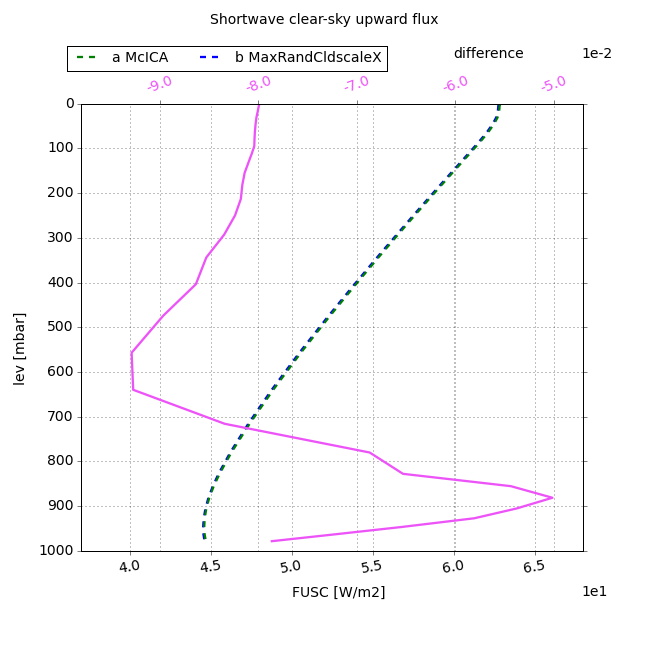 Shortwave clear-sky upward flux
a McICA b MaxRandCldscaleX difference 1e-2
-9.0 -8.0 -7.0 -6.0 -5.0
0
100
200
300
400
500
600
700
800
900
1000
lev [mbar]
4.0 4.5 5.0 5.5 6.0 6.5
FUSC [W/m2] 1e1